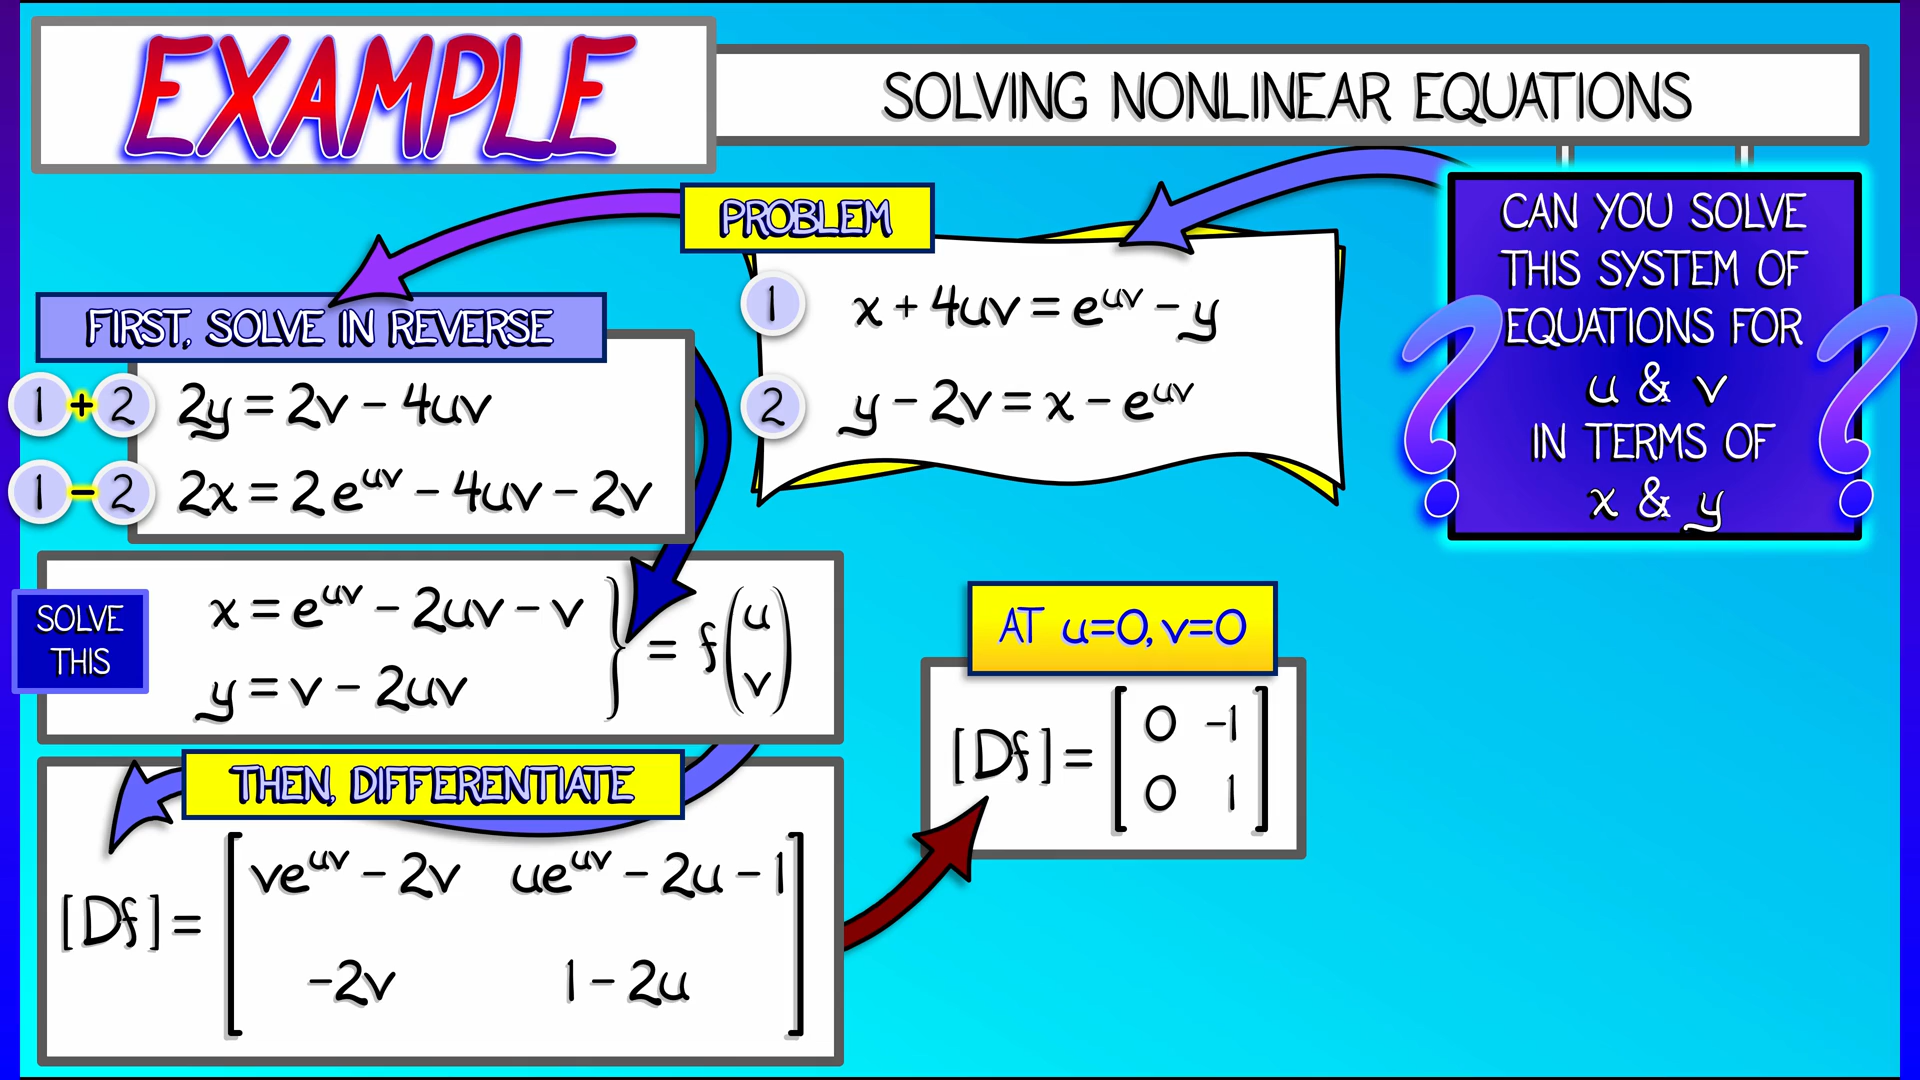 EXAMPLE
SOLVING NONLINEAR EQUATIONS
CAN YOU SOLVE
THIS SYSTEM OF
EQUATIONS FOR
u & v
IN TERMS OF
x & y
? ?
PROBLEM
1 x + 4uv = e^{uv} - y
2 y - 2v = x - e^{uv}
FIRST, SOLVE IN REVERSE
1 + 2 2y = 2v - 4uv
1 - 2 2x = 2e^{uv} - 4uv - 2v
SOLVE
THIS
x = e^{uv} - 2uv - v
y = v - 2uv
} = f(u
v)
THEN, DIFFERENTIATE
[Df] =
ve^{uv} - 2v ue^{uv} - 2u - 1
-2v 1 - 2u
AT u=0, v=0
[Df] =
0 -1
0 1